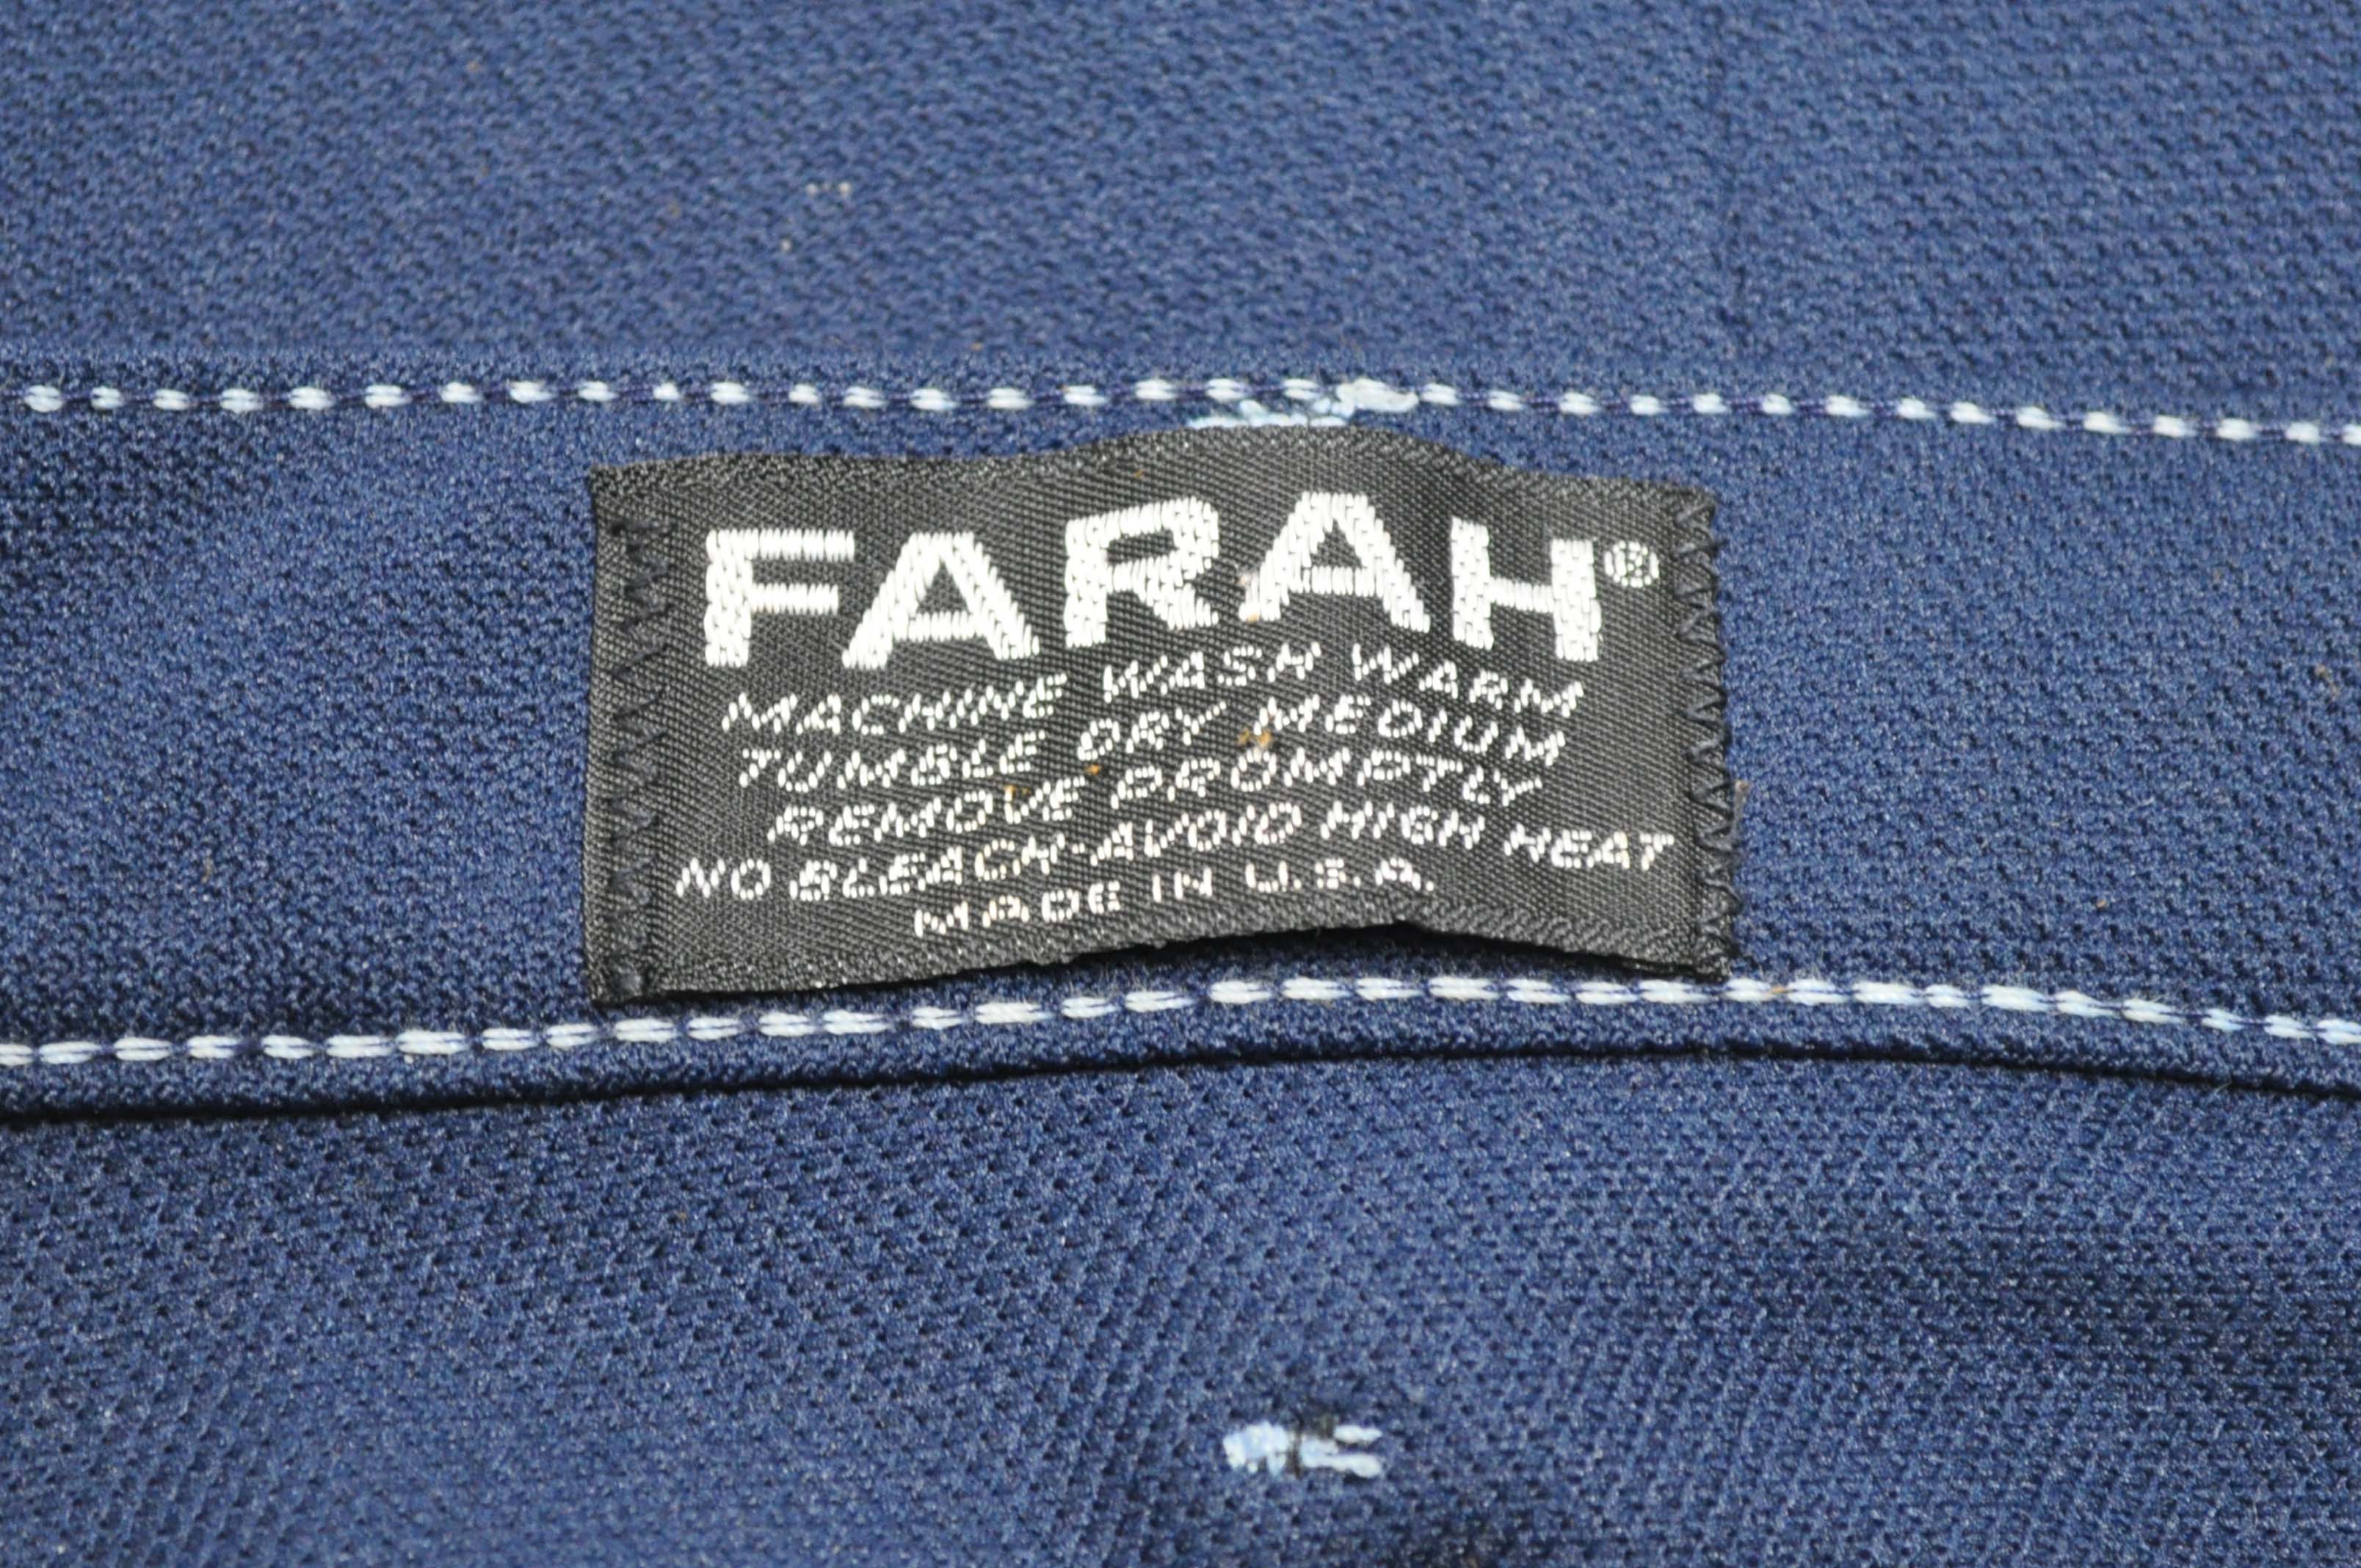 FARAH®
MACHINE WASH WARM
TUMBLE DRY MEDIUM
REMOVE PROMPTLY
NO BLEACH-AVOID HIGH HEAT
MADE IN U.S.A.